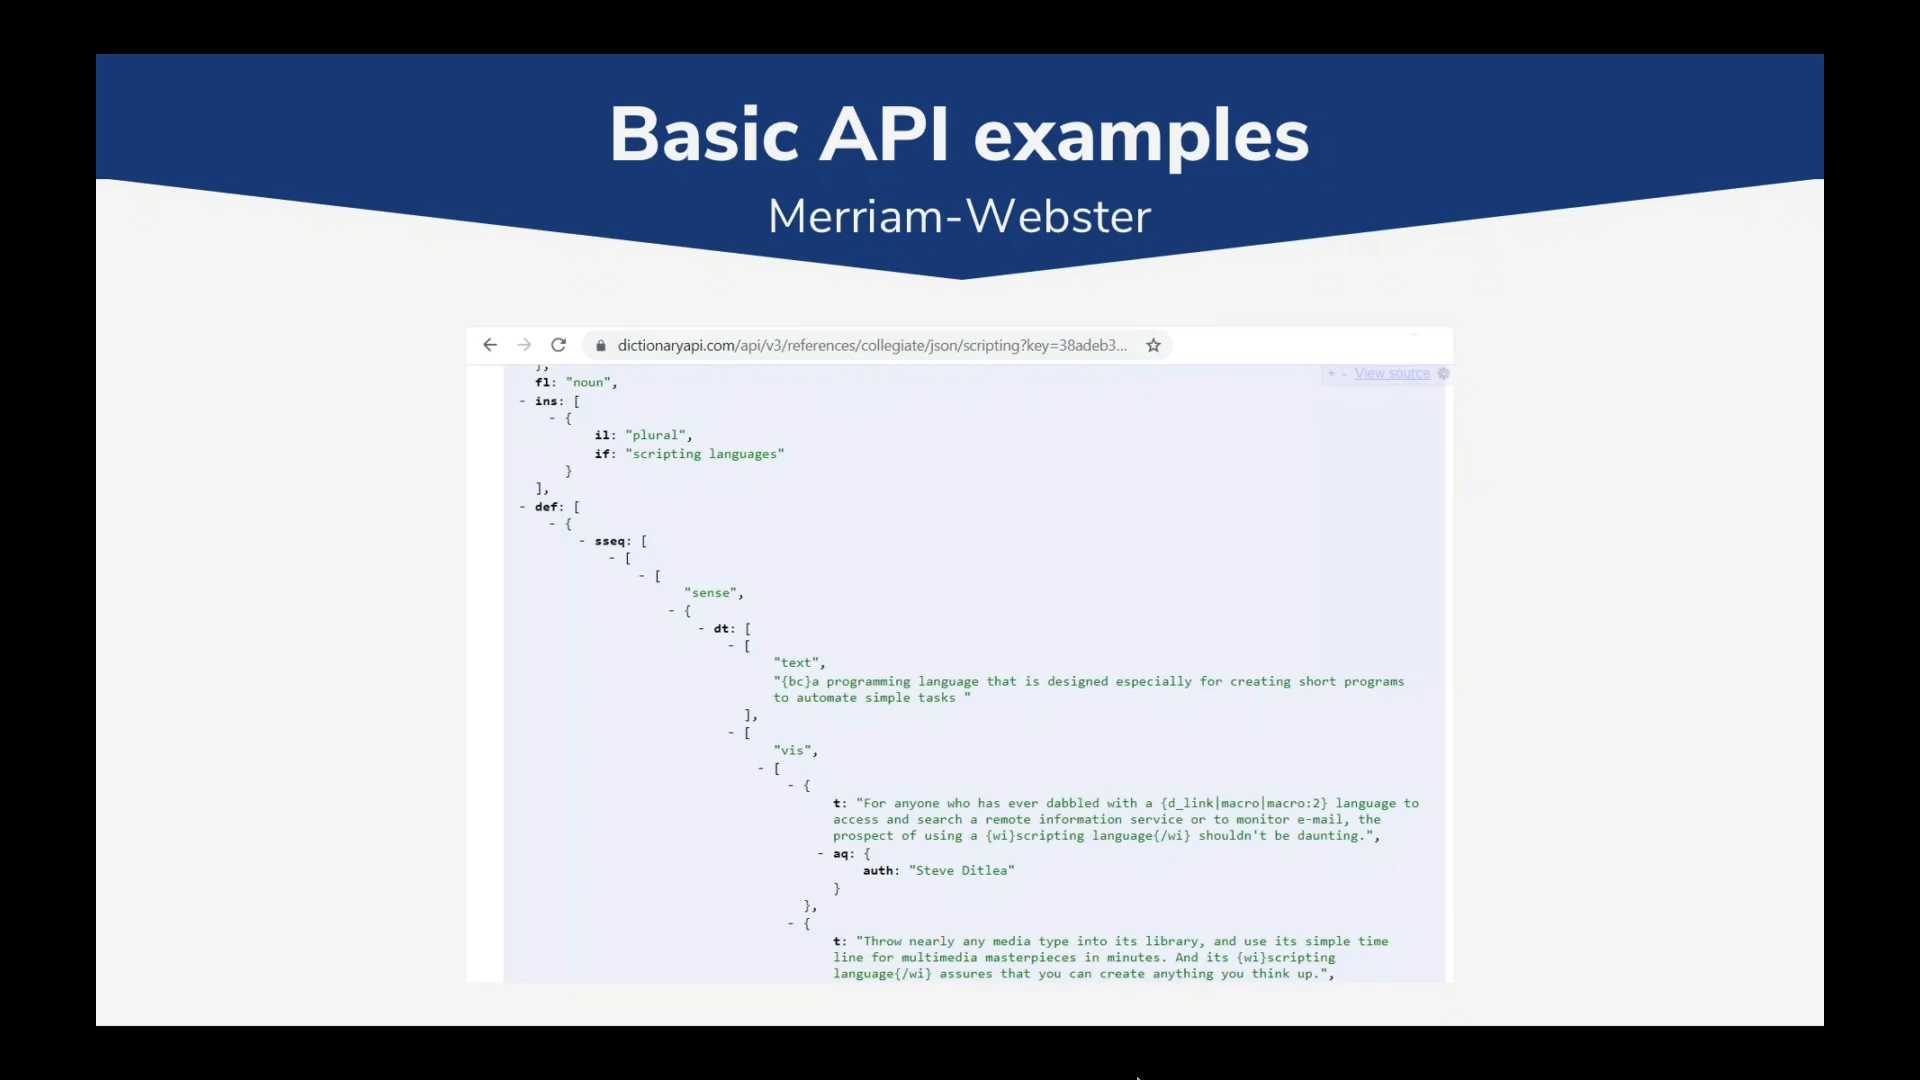 Basic API examples
Merriam-Webster
dictionaryapi.com/api/v3/references/collegiate/json/scripting?key=38adeb3...
},
+ - View source
fl: "noun",
- ins: [
- {
il: "plural",
if: "scripting languages"
}
],
- def: [
- {
- sseq: [
- [
- [
"sense",
- {
- dt: [
- [
"text",
"{bc}a programming language that is designed especially for creating short programs
to automate simple tasks "
],
- [
"vis",
- [
- {
t: "For anyone who has ever dabbled with a {d_link|macro|macro:2} language to
access and search a remote information service or to monitor e-mail, the
prospect of using a {wi}scripting language{/wi} shouldn't be daunting.",
- aq: {
auth: "Steve Ditlea"
}
},
- {
t: "Throw nearly any media type into its library, and use its simple time
line for multimedia masterpieces in minutes. And its {wi}scripting
language{/wi} assures that you can create anything you think up.",